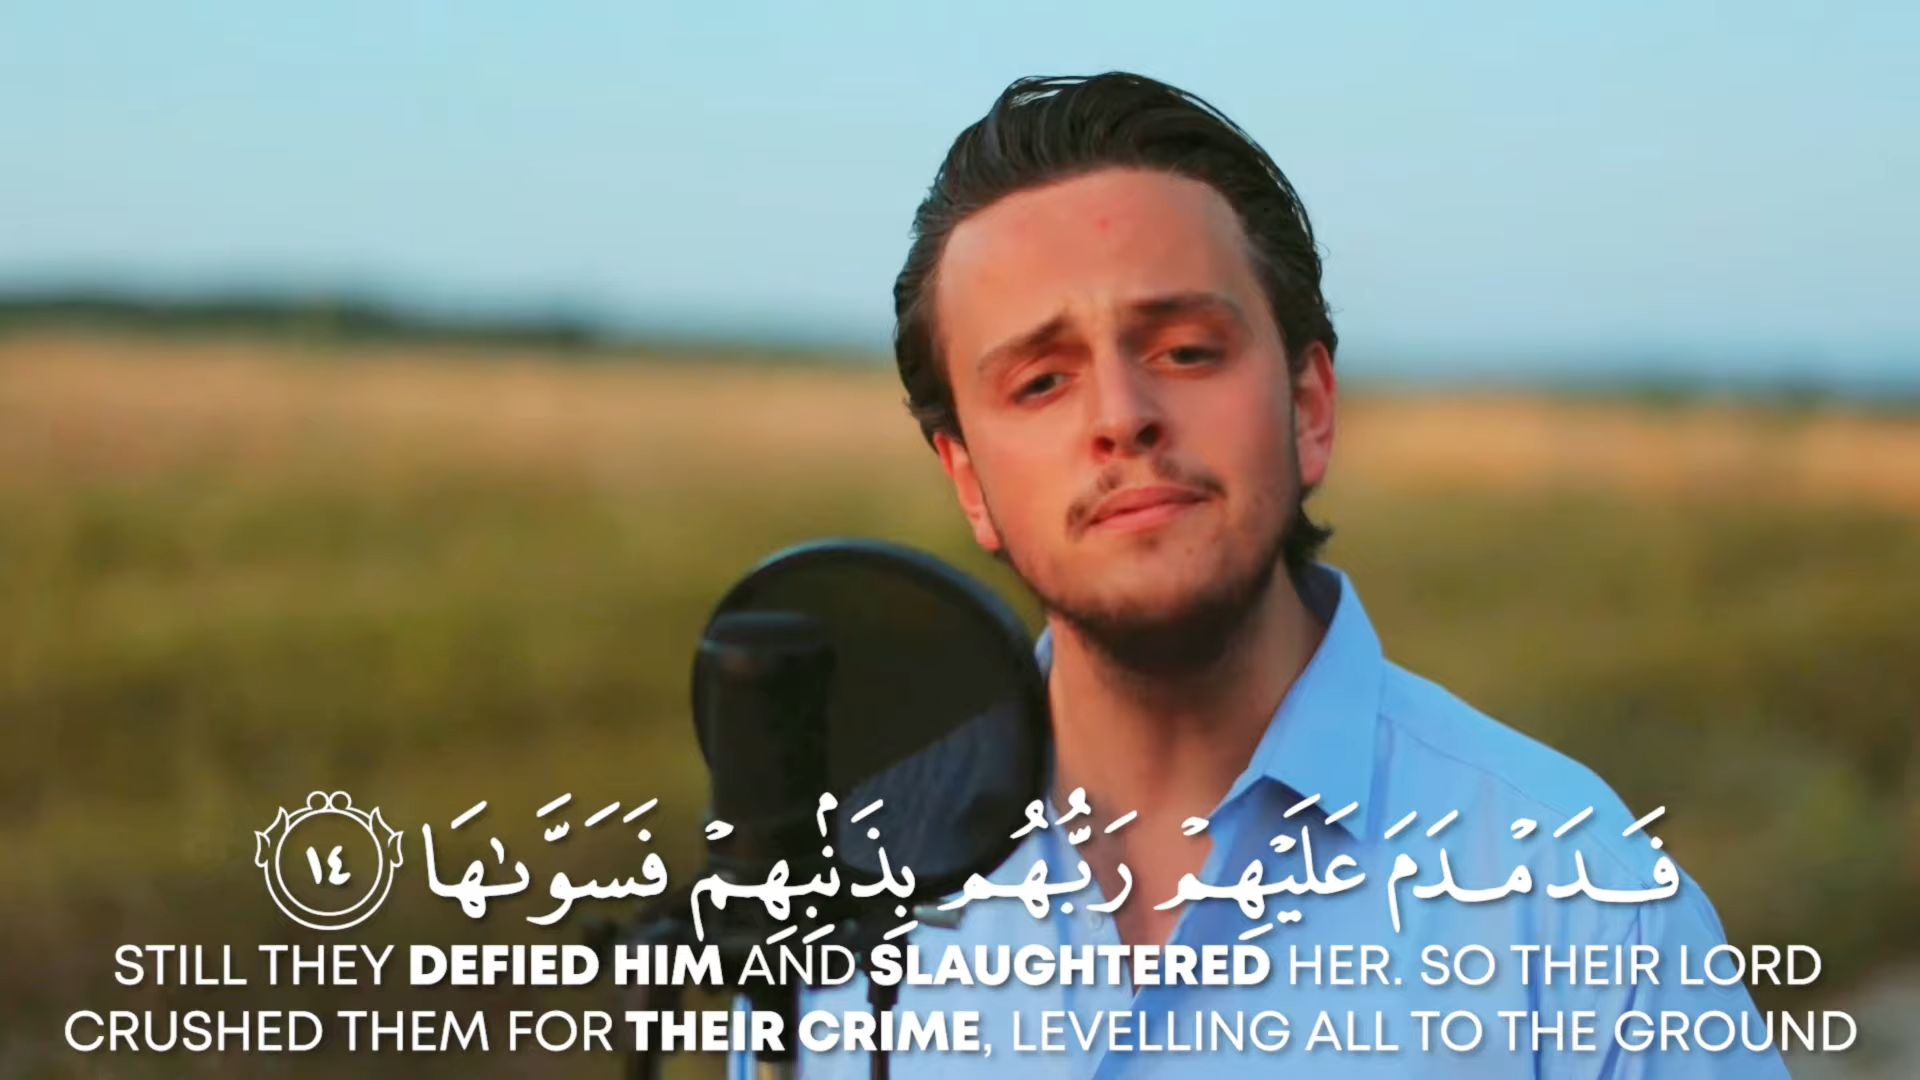 فَدَمْدَمَ عَلَيْهِمْ رَبُّهُم بِذَنۢبِهِمْ فَسَوَّىٰهَا ١٤
STILL THEY DEFIED HIM AND SLAUGHTERED HER. SO THEIR LORD
CRUSHED THEM FOR THEIR CRIME, LEVELLING ALL TO THE GROUND